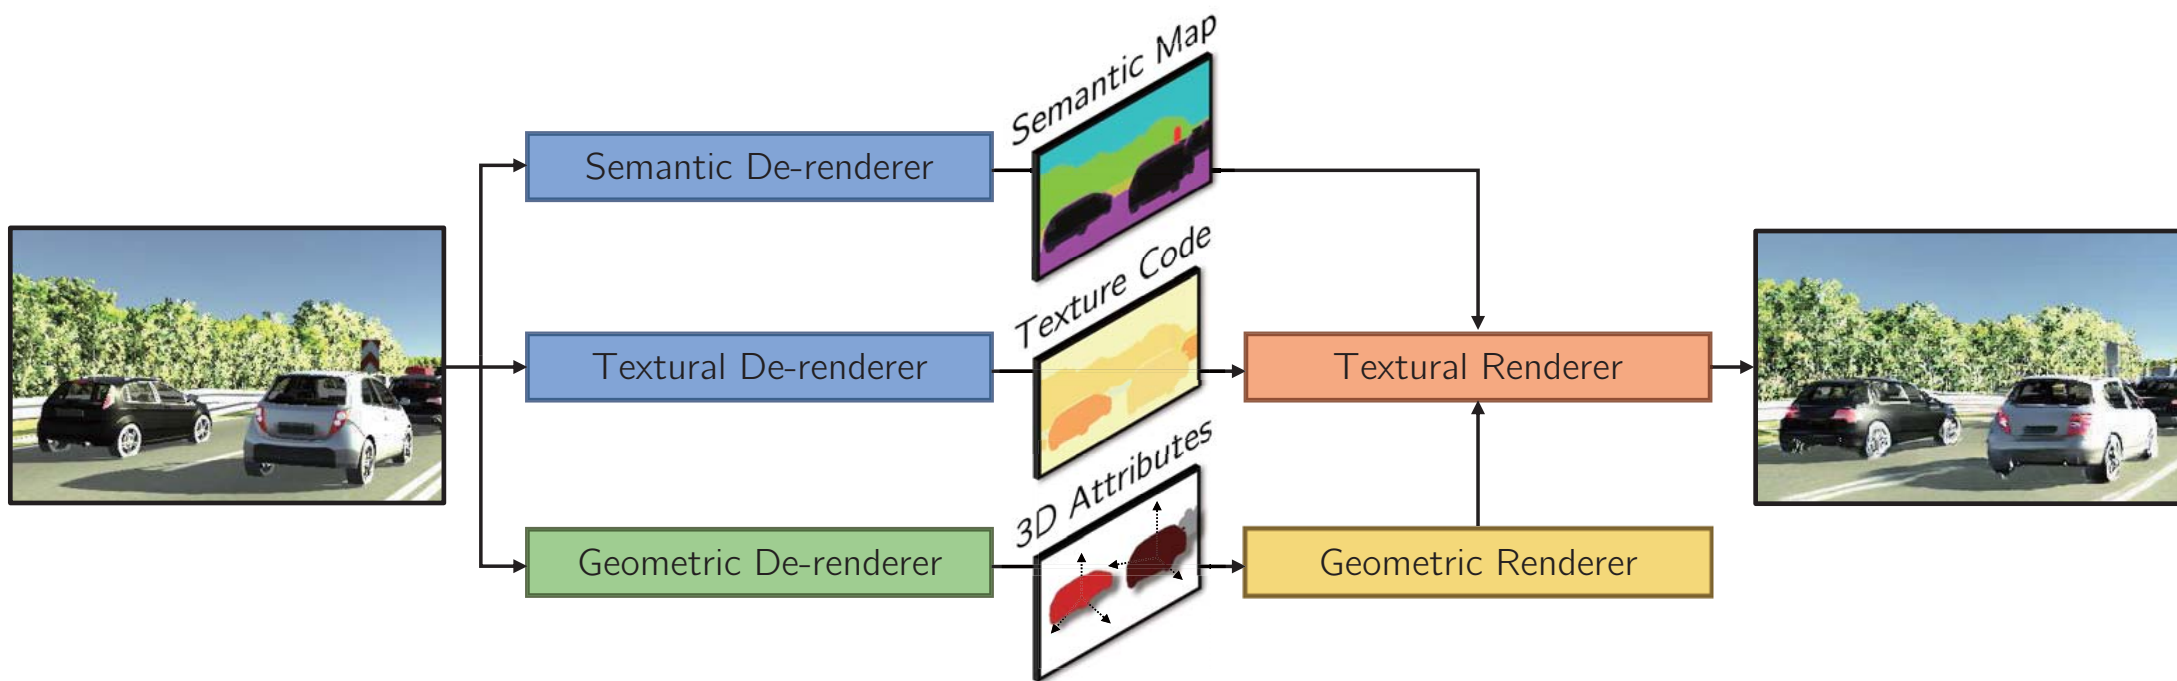 Semantic Map
Semantic De-renderer
Texture Code
Textural De-renderer
Textural Renderer
3D Attributes
Geometric De-renderer
Geometric Renderer